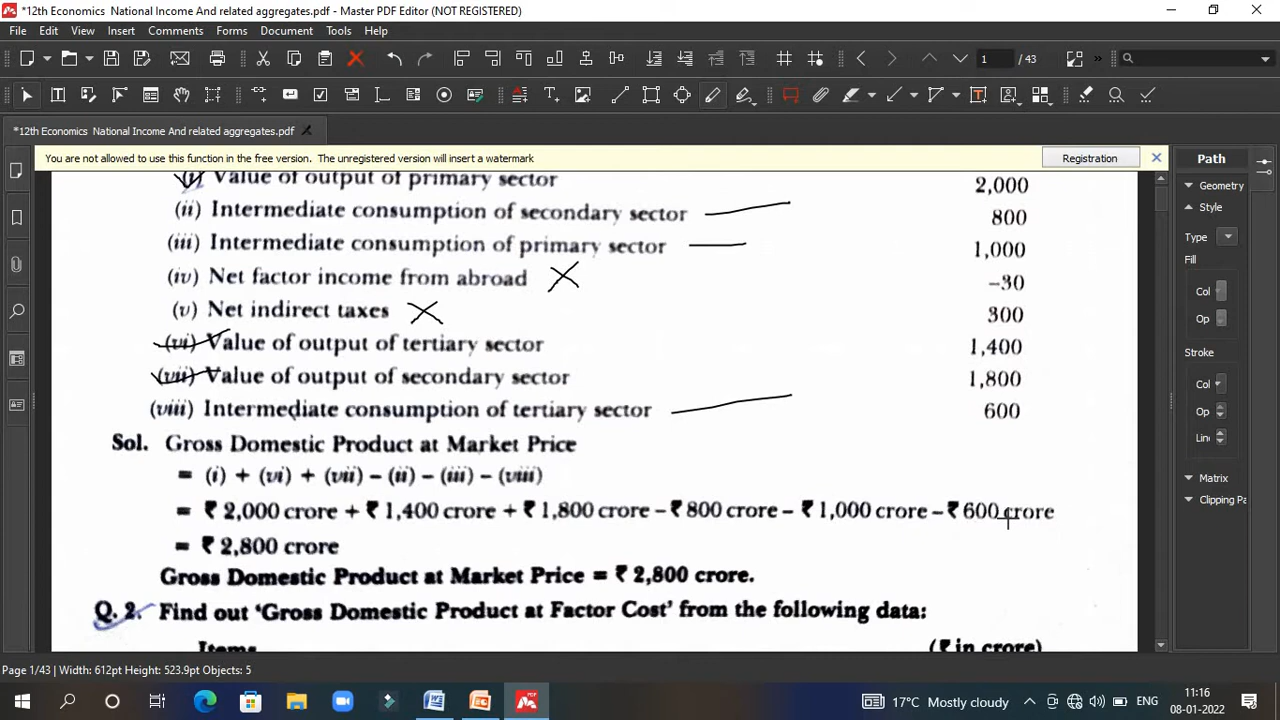 *12th Economics National Income And related aggregates.pdf - Master PDF Editor (NOT REGISTERED)
File Edit View Insert Comments Forms Document Tools Help
1 / 43
*12th Economics National Income And related aggregates.pdf
You are not allowed to use this function in the free version. The unregistered version will insert a watermark
Registration
(i) Value of output of primary sector 2,000
(ii) Intermediate consumption of secondary sector 800
(iii) Intermediate consumption of primary sector 1,000
(iv) Net factor income from abroad -30
(v) Net indirect taxes 300
(vi) Value of output of tertiary sector 1,400
(vii) Value of output of secondary sector 1,800
(viii) Intermediate consumption of tertiary sector 600
Sol. Gross Domestic Product at Market Price
= (i) + (vi) + (vii) – (ii) – (iii) – (viii)
= ₹ 2,000 crore + ₹ 1,400 crore + ₹ 1,800 crore – ₹ 800 crore – ₹ 1,000 crore – ₹ 600 crore
= ₹ 2,800 crore
Gross Domestic Product at Market Price = ₹ 2,800 crore.
Q. 2. Find out 'Gross Domestic Product at Factor Cost' from the following data:
Items (₹ in crore)
Path
Geometry
Style
Type
Fill
Col
Op
Stroke
Col
Op
Line
Matrix
Clipping Pa
Page 1/43 | Width: 612pt Height: 523.9pt Objects: 5
17°C Mostly cloudy
ENG
11:16
08-01-2022